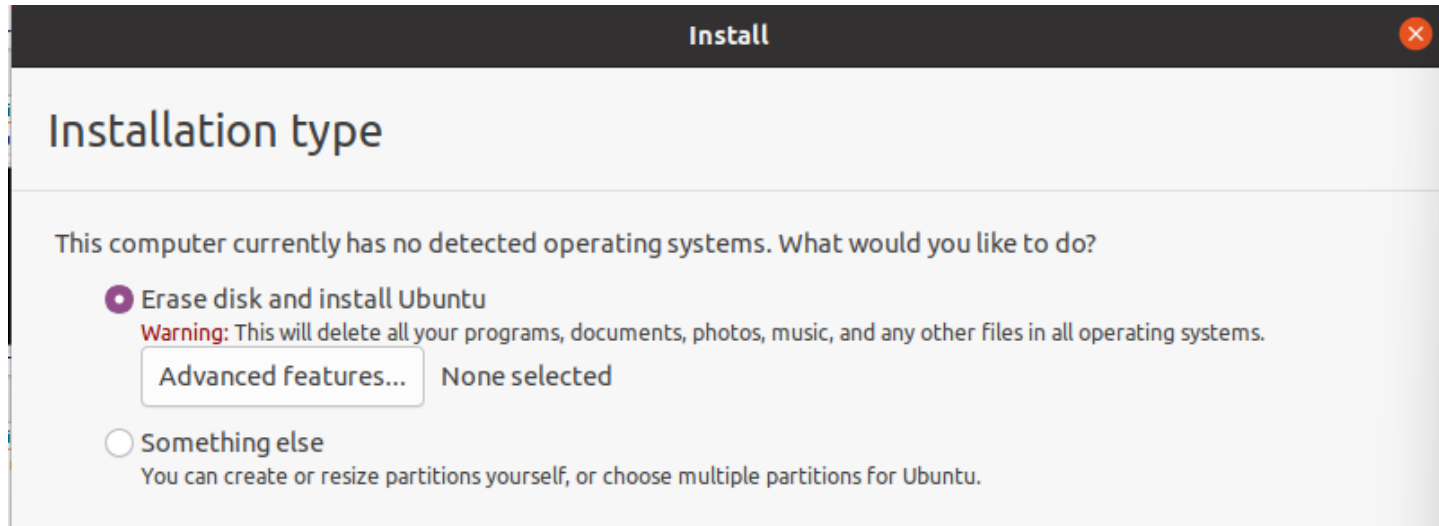 Install
Installation type
This computer currently has no detected operating systems. What would you like to do?
Erase disk and install Ubuntu
Warning: This will delete all your programs, documents, photos, music, and any other files in all operating systems.
Advanced features... None selected
Something else
You can create or resize partitions yourself, or choose multiple partitions for Ubuntu.